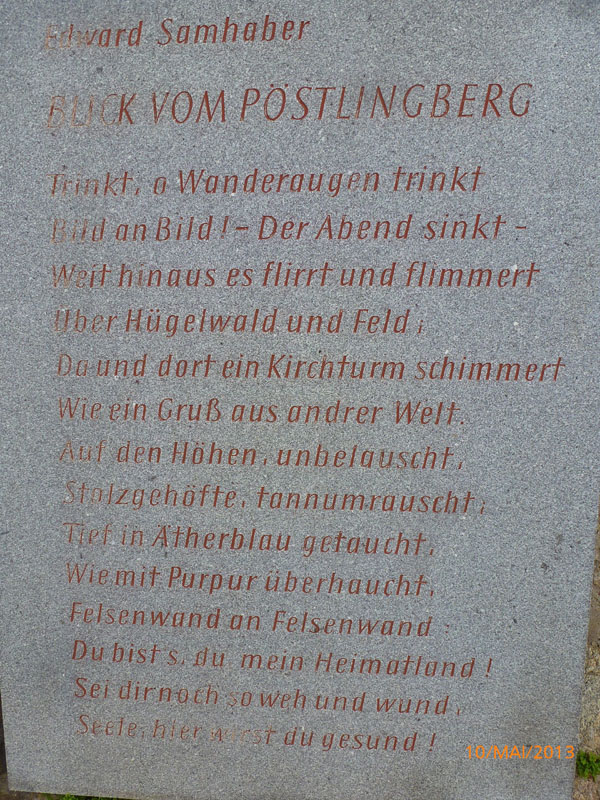 Edward Samhaber
BLICK VOM PÖSTLINGBERG
Trinkt, o Wanderaugen trinkt
Bild an Bild! – Der Abend sinkt –
Weit hinaus es flirrt und flimmert
Über Hügelwald und Feld;
Da und dort ein Kirchturm schimmert
Wie ein Gruß aus andrer Welt.
Auf den Höhen, unbelauscht,
Stolzgehöfte, tannumrauscht;
Tief in Ätherblau getaucht,
Wie mit Purpur überhaucht,
Felsenwand an Felsenwand:
Du bist's, du mein Heimatland!
Sei dir noch so weh und wund,
Seele, hier wirst du gesund!
10/MAI/2013